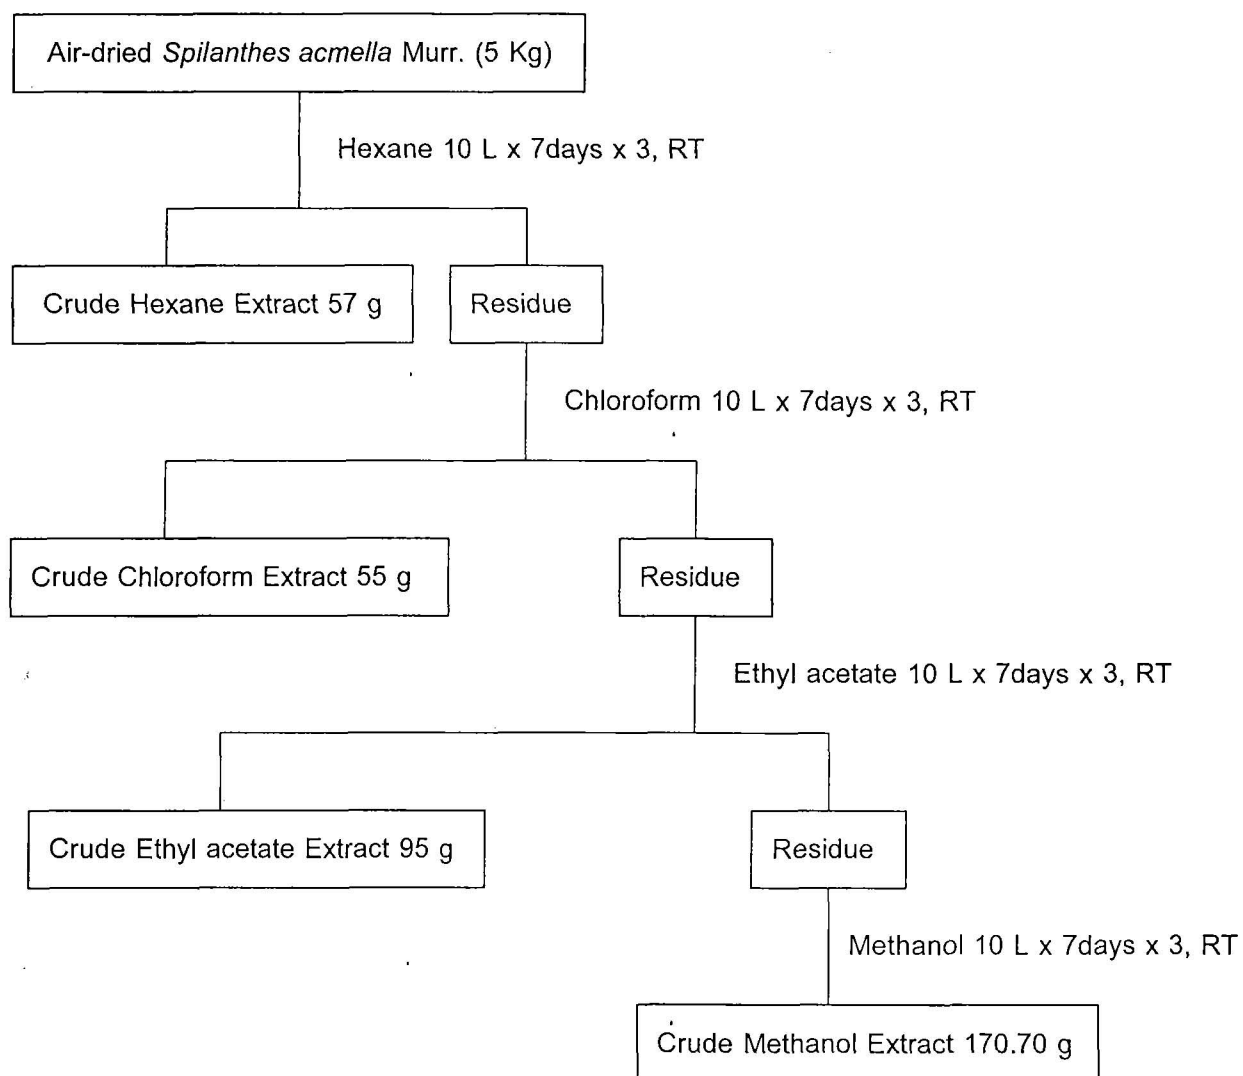 Air-dried Spilanthes acmella Murr. (5 Kg)
Hexane 10 L x 7days x 3, RT
Crude Hexane Extract 57 g
Residue
Chloroform 10 L x 7days x 3, RT
Crude Chloroform Extract 55 g
Residue
Ethyl acetate 10 L x 7days x 3, RT
Crude Ethyl acetate Extract 95 g
Residue
Methanol 10 L x 7days x 3, RT
Crude Methanol Extract 170.70 g